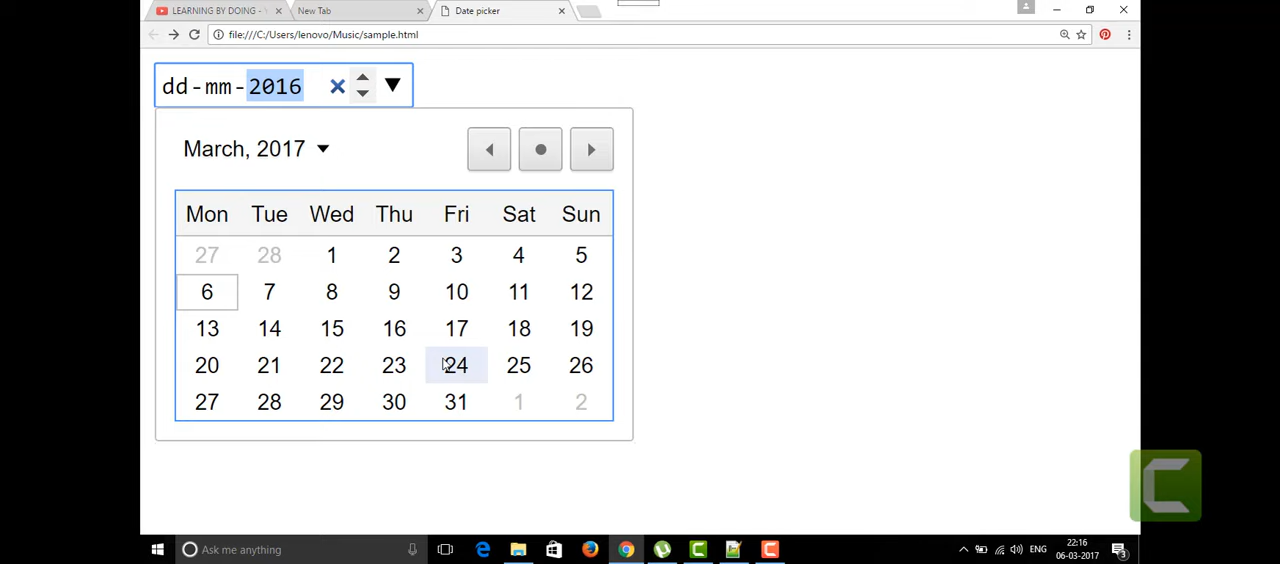 LEARNING BY DOING - Y
New Tab
Date picker
file:///C:/Users/lenovo/Music/sample.html
dd-mm-2016
March, 2017
Mon Tue Wed Thu Fri Sat Sun
27 28 1 2 3 4 5
6 7 8 9 10 11 12
13 14 15 16 17 18 19
20 21 22 23 24 25 26
27 28 29 30 31 1 2
Ask me anything
ENG
22:16
06-03-2017
3